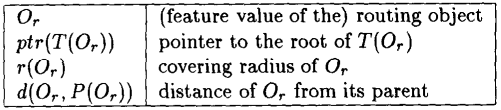 O_r (feature value of the) routing object
ptr(T(O_r)) pointer to the root of T(O_r)
r(O_r) covering radius of O_r
d(O_r, P(O_r)) distance of O_r from its parent